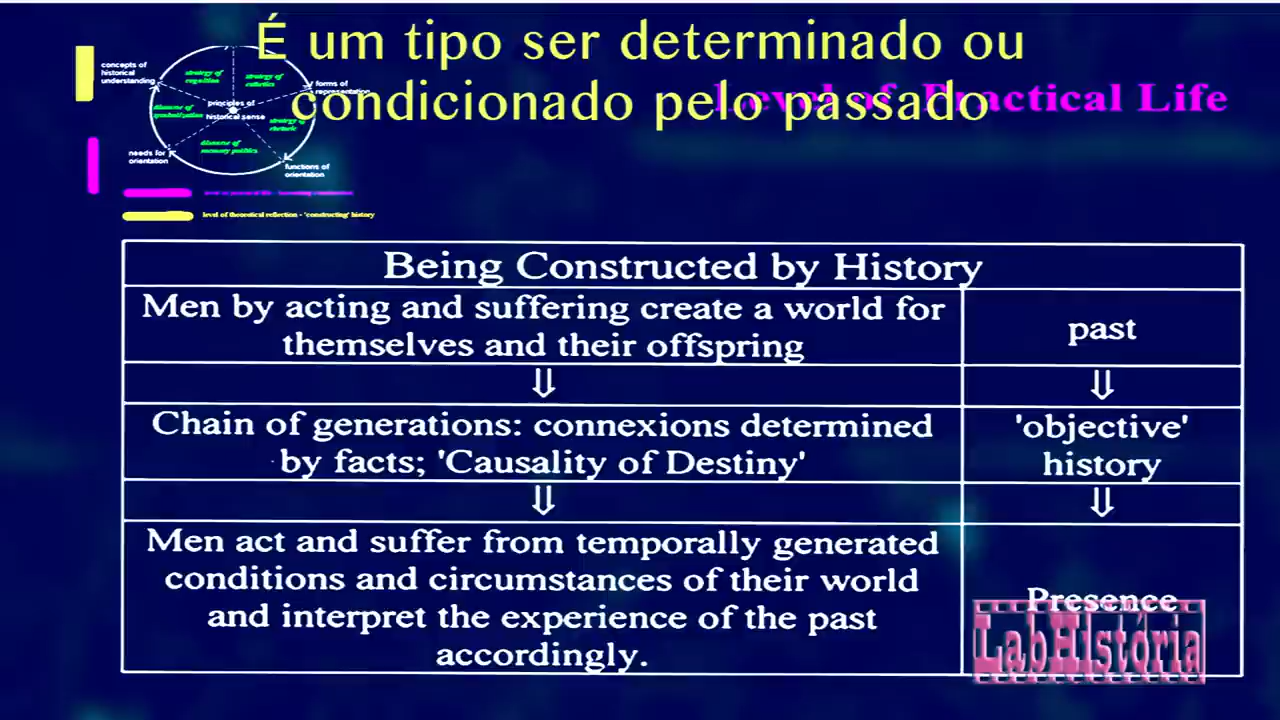 É um tipo ser determinado ou
condicionado pelo passado
Level of Practical Life
concepts of
historical
understanding
strategy of
cognition
strategy of
esthetics
forms of
representation
principles of
historical sense
discourse of
symbolization
strategy of
rhetoric
discourse of
memory politics
needs for
orientation
functions of
orientation
level of theoretical reflection - 'constructing' history
Being Constructed by History
Men by acting and suffering create a world for
themselves and their offspring
past
⇓ ⇓
Chain of generations: connexions determined
by facts; 'Causality of Destiny'
'objective'
history
⇓ ⇓
Men act and suffer from temporally generated
conditions and circumstances of their world
and interpret the experience of the past
accordingly.
Presence
LabHistória